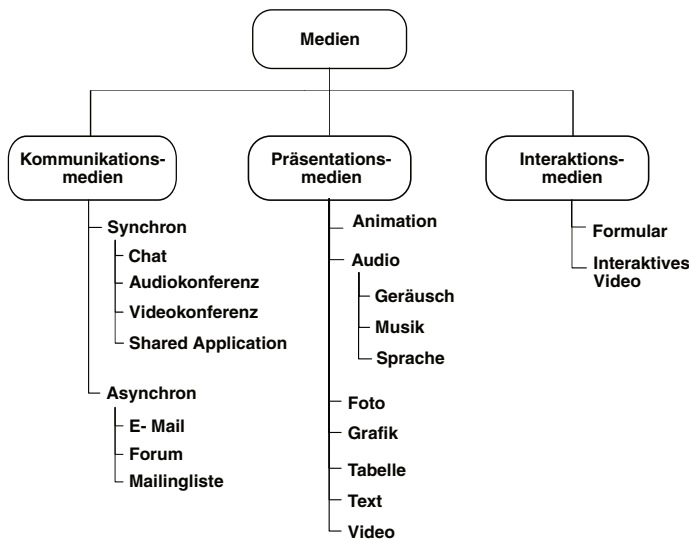 Medien
Kommunikations-
medien
Synchron
Chat
Audiokonferenz
Videokonferenz
Shared Application
Asynchron
E- Mail
Forum
Mailingliste
Präsentations-
medien
Animation
Audio
Geräusch
Musik
Sprache
Foto
Grafik
Tabelle
Text
Video
Interaktions-
medien
Formular
Interaktives
Video